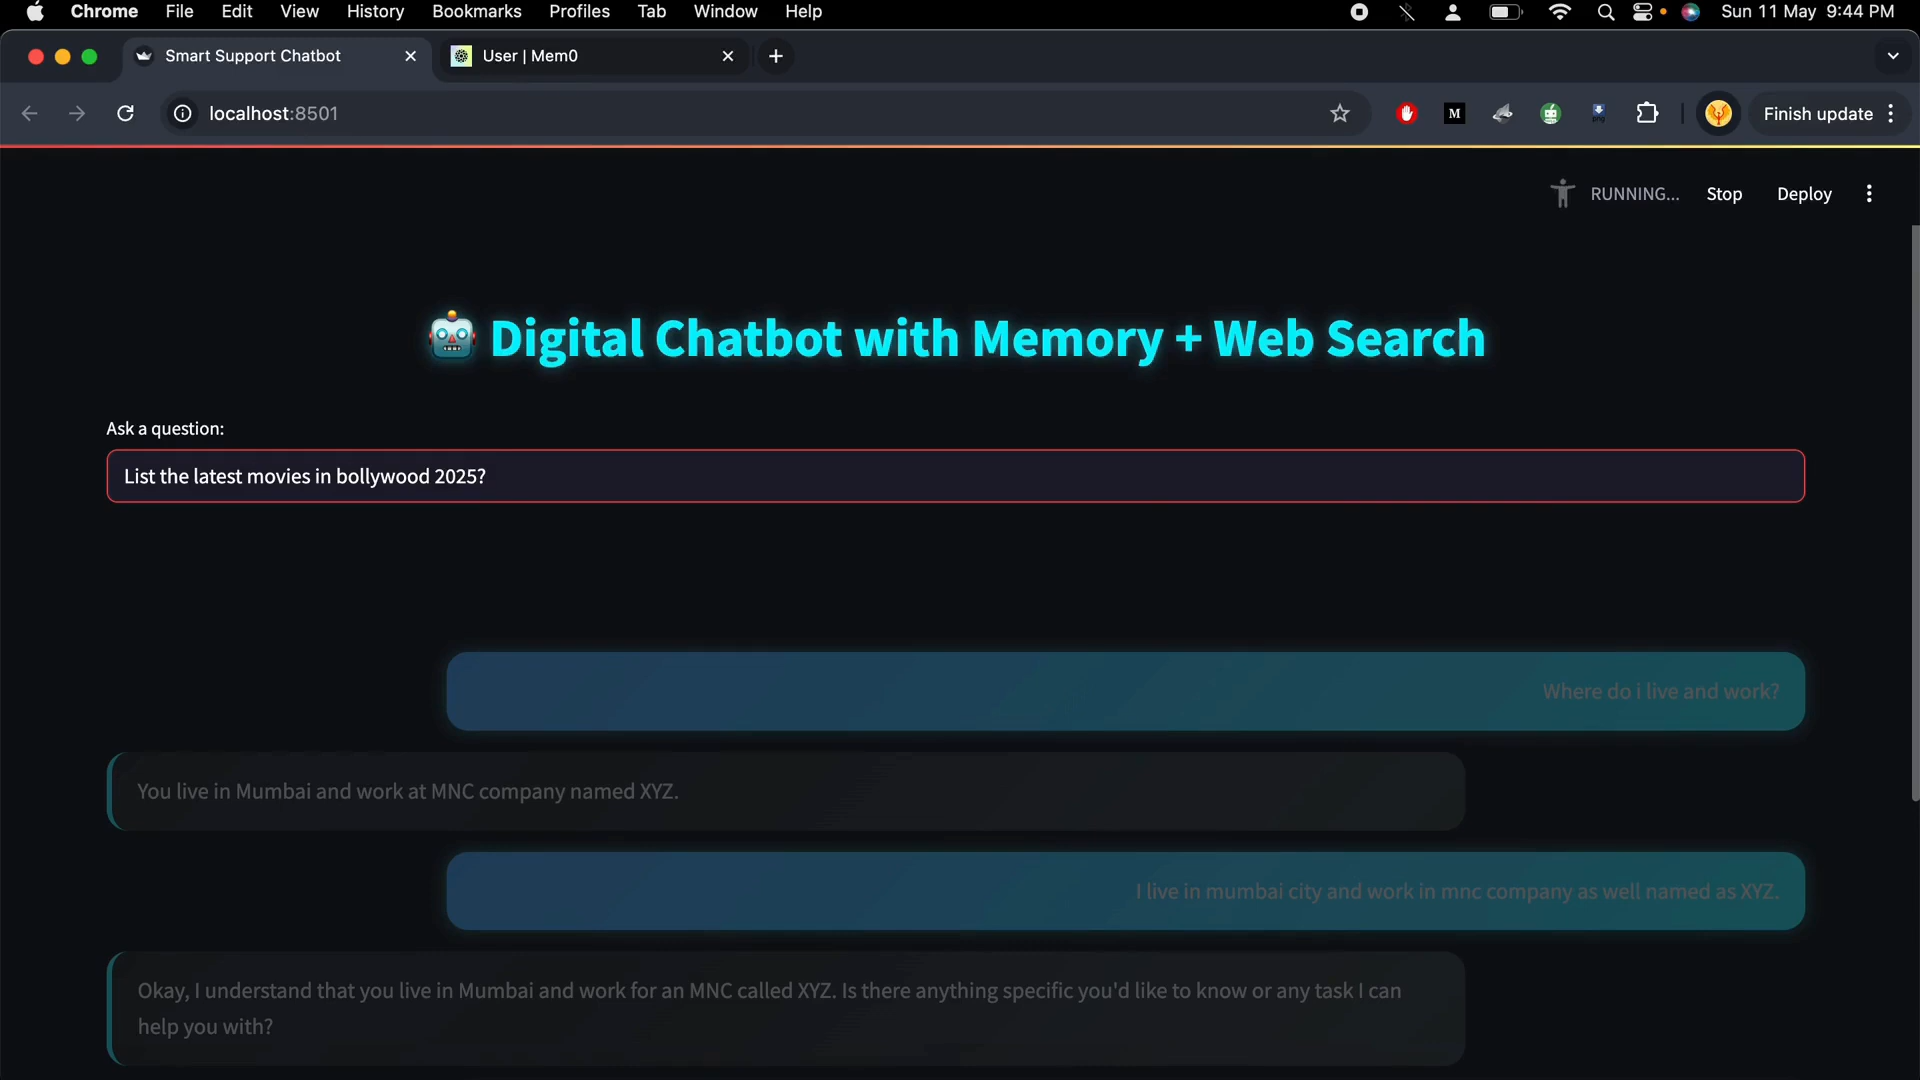 Chrome File Edit View History Bookmarks Profiles Tab Window Help Sun 11 May 9:44 PM
Smart Support Chatbot User | Mem0
localhost:8501 M png Finish update
RUNNING... Stop Deploy
🤖 Digital Chatbot with Memory + Web Search
Ask a question:
List the latest movies in bollywood 2025?
Where do i live and work?
You live in Mumbai and work at MNC company named XYZ.
I live in mumbai city and work in mnc company as well named as XYZ.
Okay, I understand that you live in Mumbai and work for an MNC called XYZ. Is there anything specific you'd like to know or any task I can
help you with?